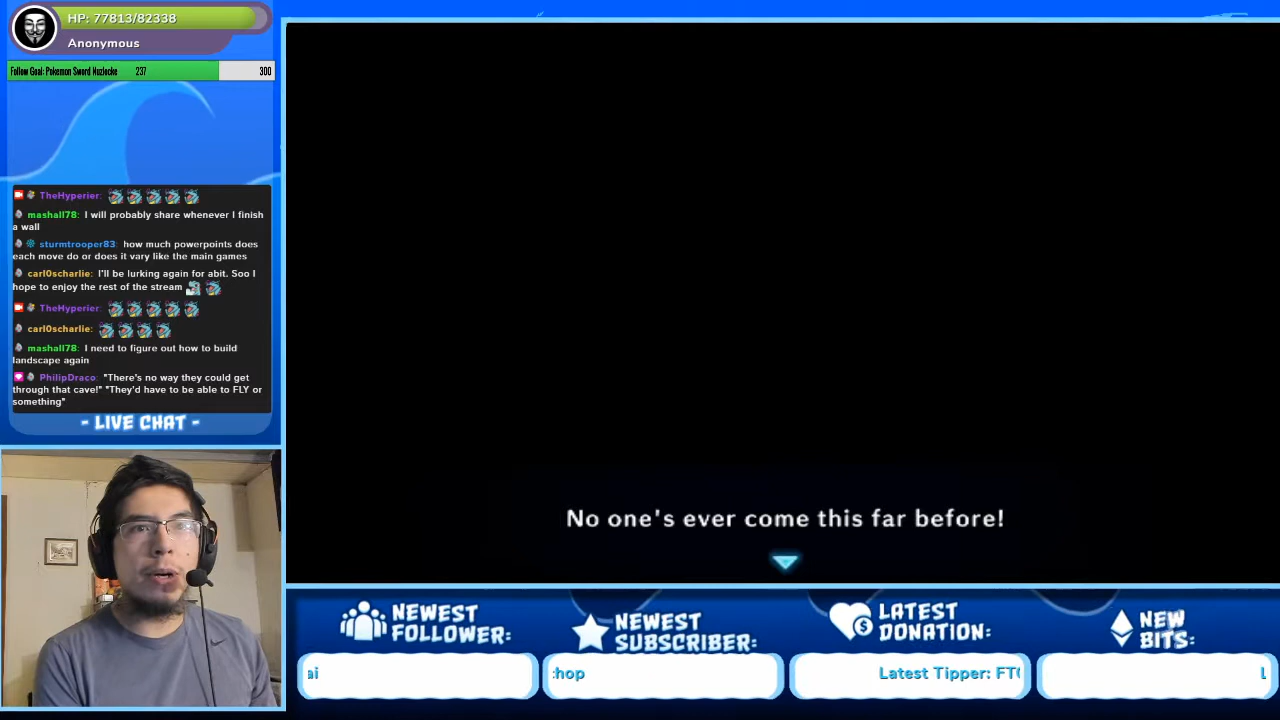 HP: 77813/82338
Anonymous
Follow Goal: Pokemon Sword Nuzlocke 237 300
TheHyperier:
mashall78: I will probably share whenever I finish
a wall
sturmtrooper83: how much powerpoints does
each move do or does it vary like the main games
carl0scharlie: I'll be lurking again for abit. Soo I
hope to enjoy the rest of the stream
TheHyperier:
carl0scharlie:
mashall78: I need to figure out how to build
landscape again
PhilipDraco: "There's no way they could get
through that cave!" "They'd have to be able to FLY or
something"
- LIVE CHAT -
No one's ever come this far before!
NEWEST
FOLLOWER:
ai
NEWEST
SUBSCRIBER:
hop
LATEST
DONATION:
Latest Tipper: FT
NEW
BITS: